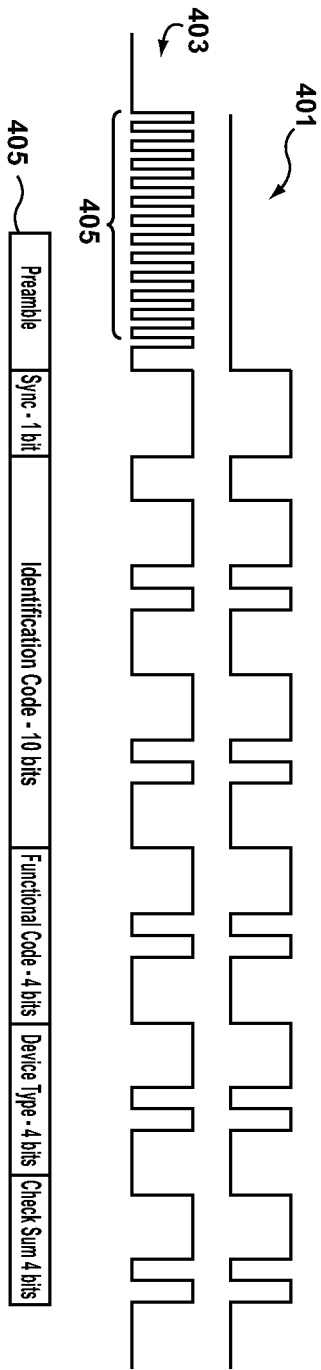 401
403
405
405
Preamble
Sync - 1 bit
Identification Code - 10 bits
Functional Code - 4 bits
Device Type - 4 bits
Check Sum 4 bits